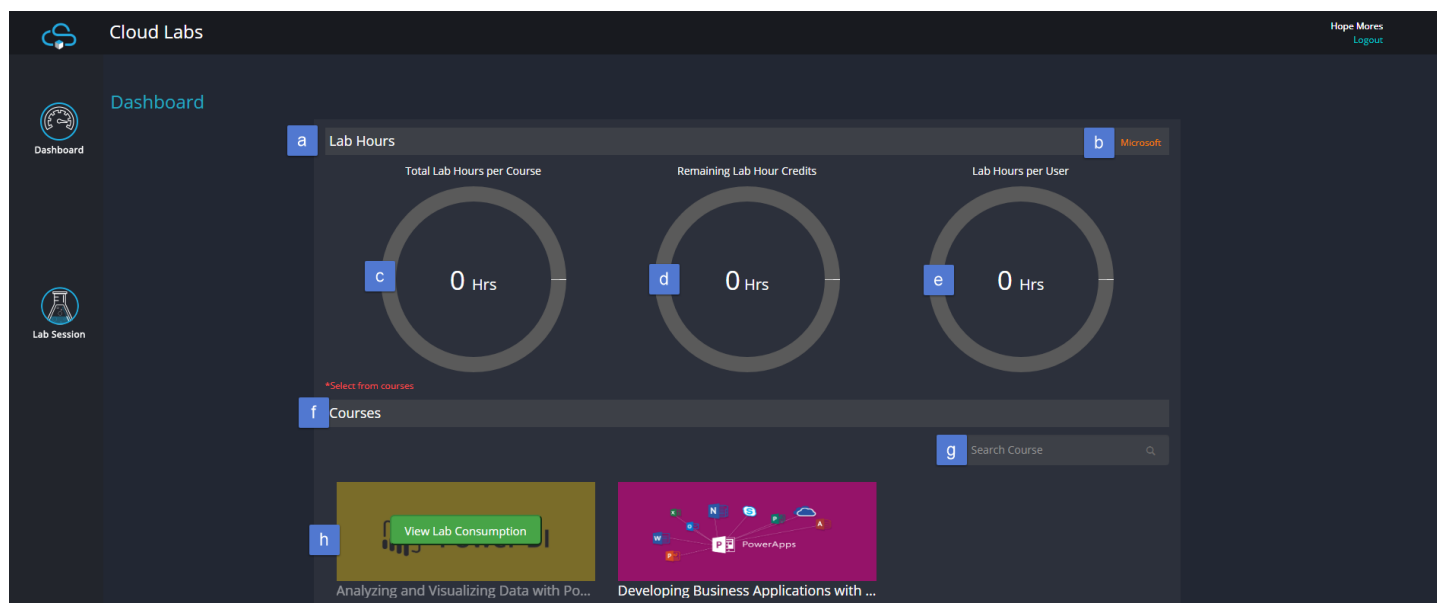 Cloud Labs
Hope Mores
Logout
Dashboard
Dashboard
a Lab Hours b Microsoft
Total Lab Hours per Course Remaining Lab Hour Credits Lab Hours per User
c 0 Hrs d 0 Hrs e 0 Hrs
Lab Session
*Select from courses
f Courses
g Search Course
h View Lab Consumption
N S
X P
O A
W
P PowerApps
P
Analyzing and Visualizing Data with Po... Developing Business Applications with ...